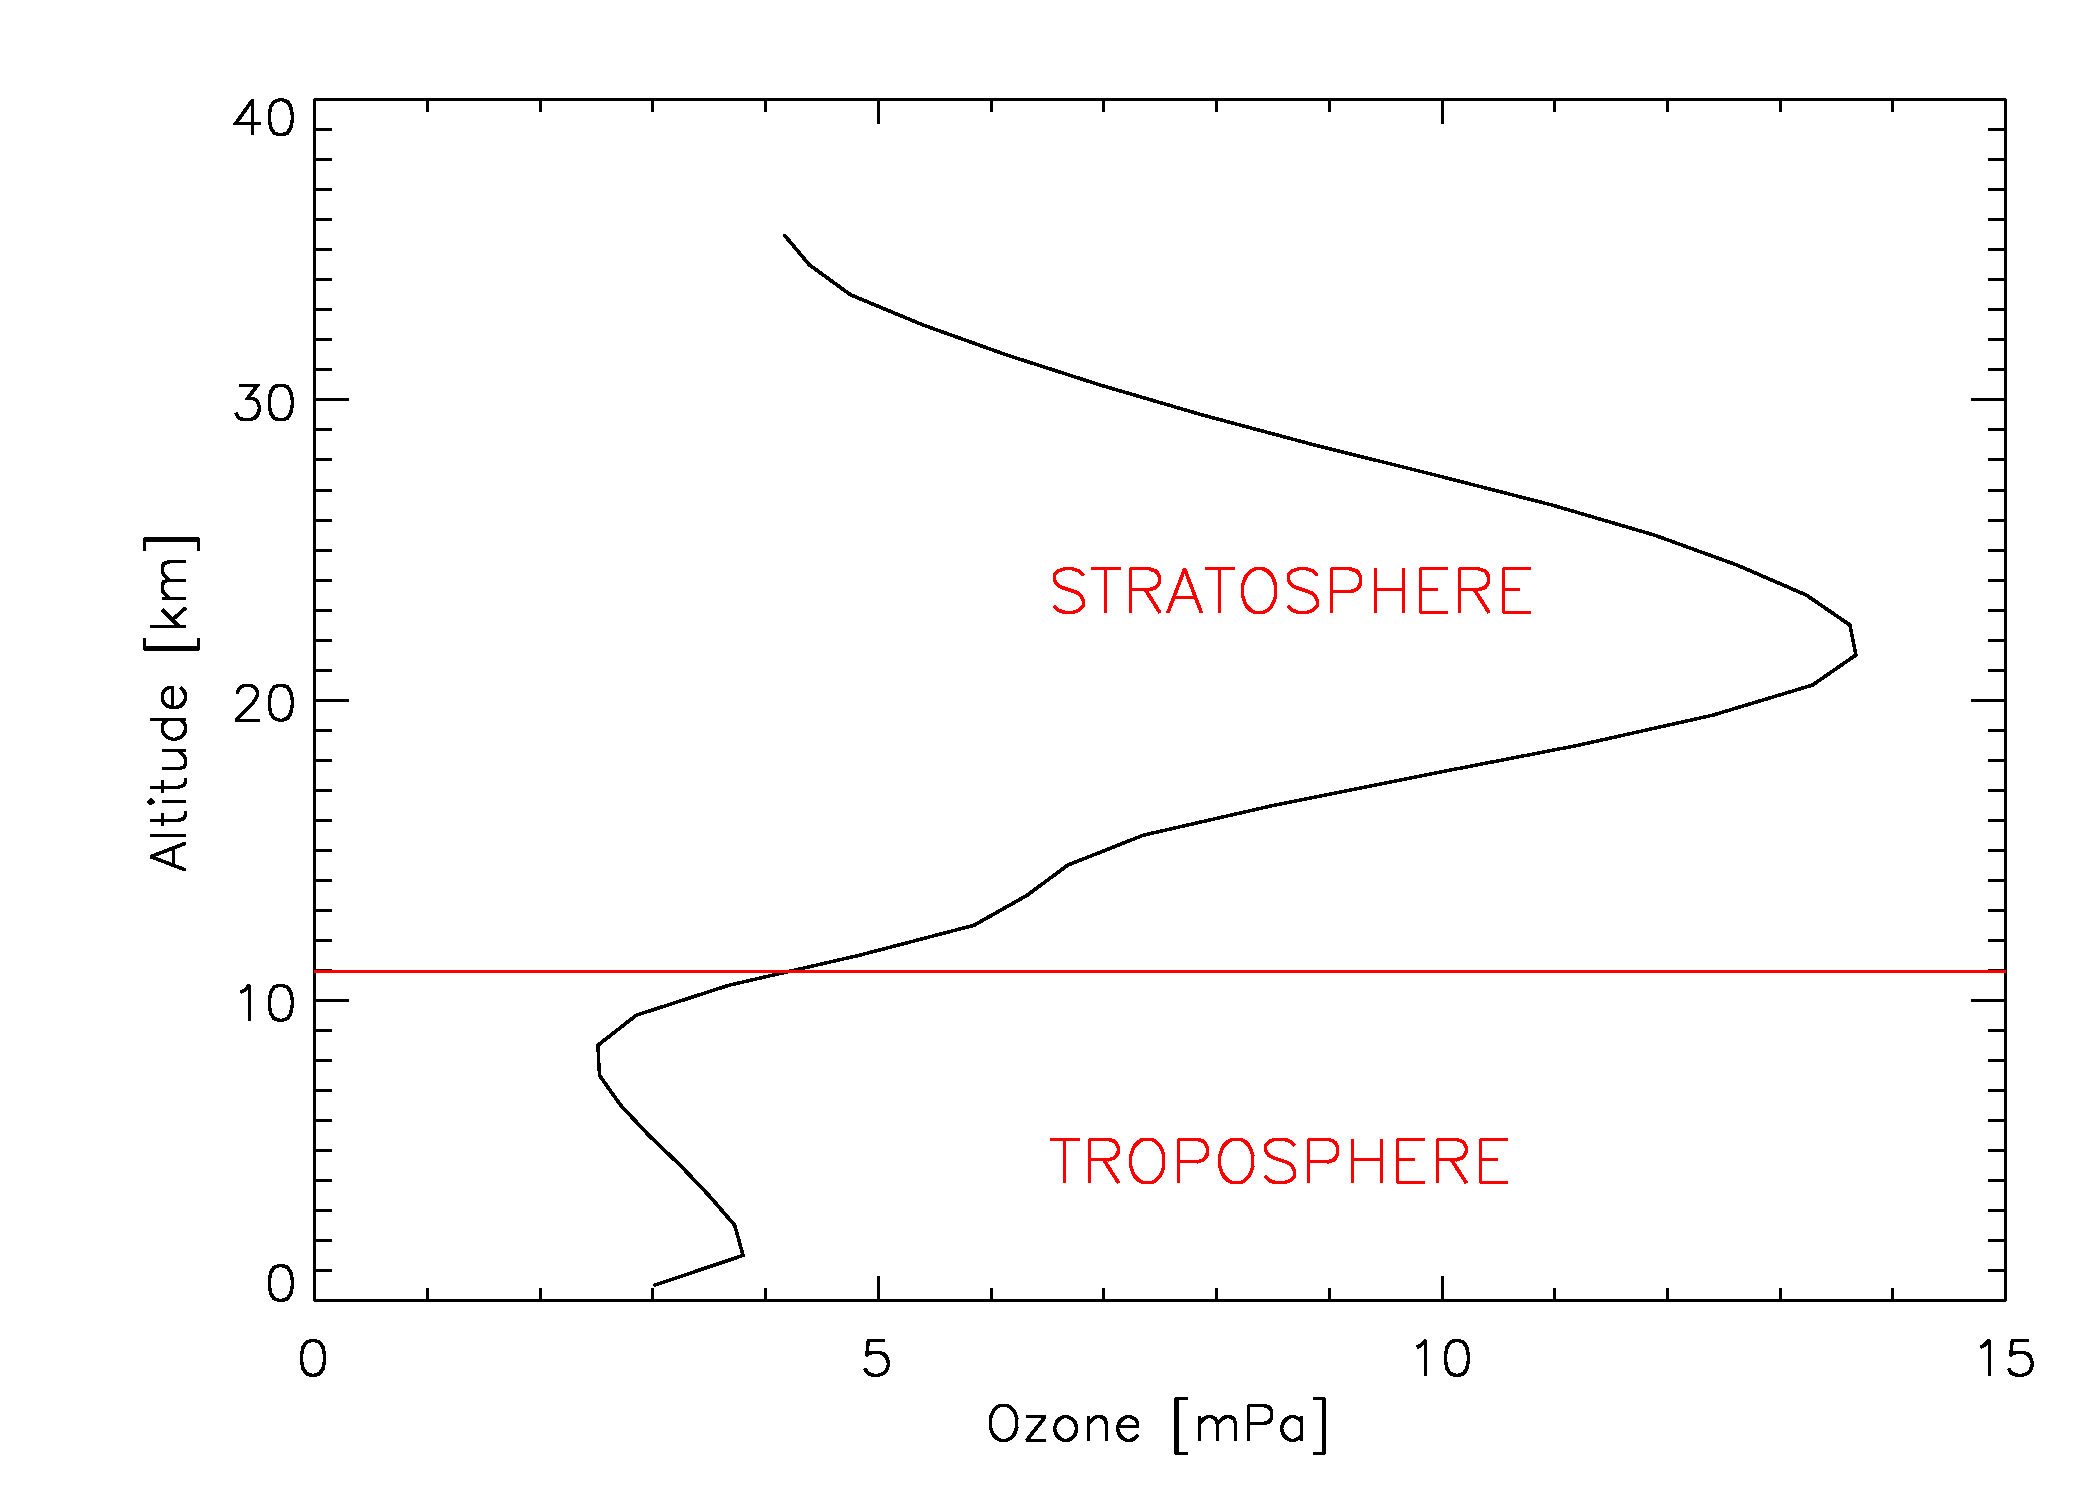 40
30
20
10
0
Altitude [km]
STRATOSPHERE
TROPOSPHERE
0 5 10 15
Ozone [mPa]